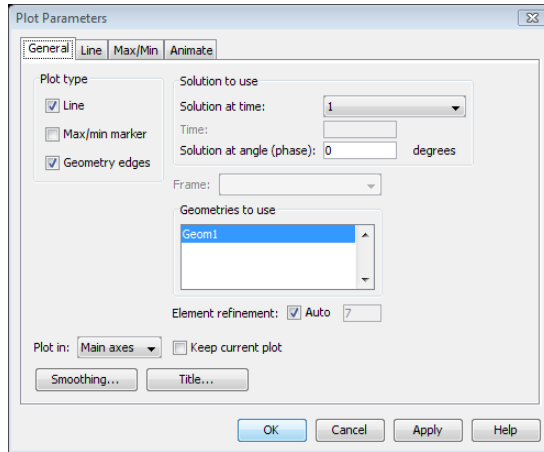 Plot Parameters
General Line Max/Min Animate
Plot type
Line
Max/min marker
Geometry edges
Solution to use
Solution at time: 1
Time:
Solution at angle (phase): 0 degrees
Frame:
Geometries to use
Geom1
Element refinement: Auto 7
Plot in: Main axes Keep current plot
Smoothing... Title...
OK Cancel Apply Help